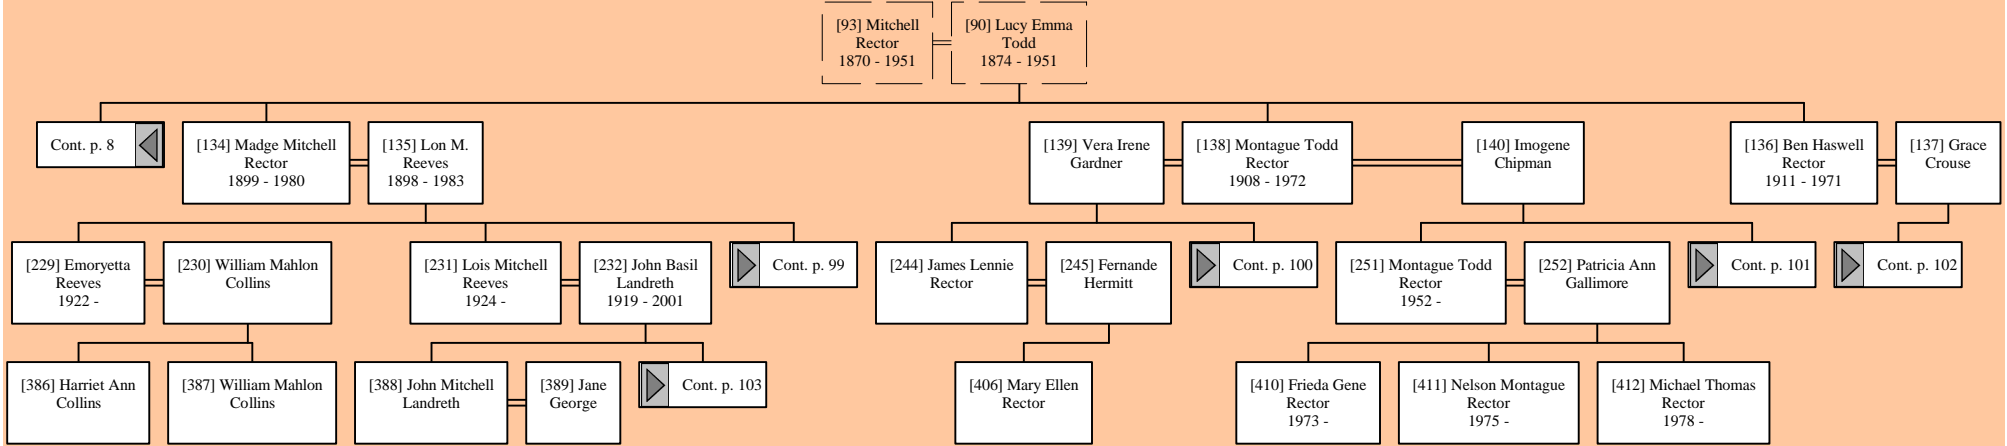 [93] Mitchell
Rector
1870 - 1951
[90] Lucy Emma
Todd
1874 - 1951
Cont. p. 8
[134] Madge Mitchell
Rector
1899 - 1980
[135] Lon M.
Reeves
1898 - 1983
[139] Vera Irene
Gardner
[138] Montague Todd
Rector
1908 - 1972
[140] Imogene
Chipman
[136] Ben Haswell
Rector
1911 - 1971
[137] Grace
Crouse
[229] Emoryetta
Reeves
1922 -
[230] William Mahlon
Collins
[231] Lois Mitchell
Reeves
1924 -
[232] John Basil
Landreth
1919 - 2001
Cont. p. 99
[244] James Lennie
Rector
[245] Fernande
Hermitt
Cont. p. 100
[251] Montague Todd
Rector
1952 -
[252] Patricia Ann
Gallimore
Cont. p. 101
Cont. p. 102
[386] Harriet Ann
Collins
[387] William Mahlon
Collins
[388] John Mitchell
Landreth
[389] Jane
George
Cont. p. 103
[406] Mary Ellen
Rector
[410] Frieda Gene
Rector
1973 -
[411] Nelson Montague
Rector
1975 -
[412] Michael Thomas
Rector
1978 -